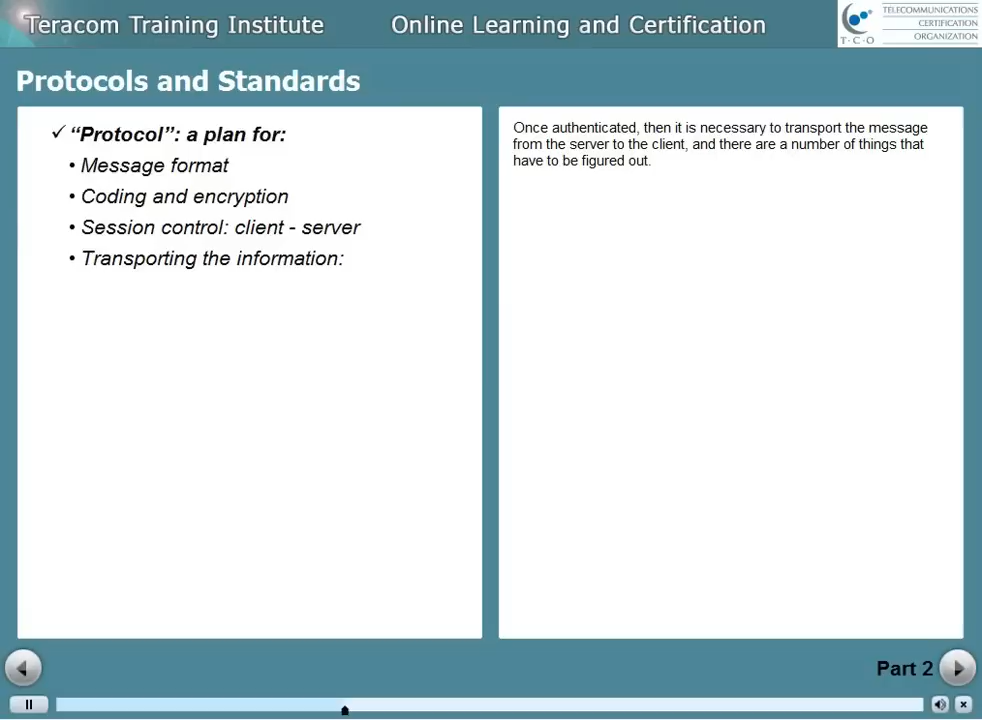 Teracom Training Institute
Online Learning and Certification
TELECOMMUNICATIONS
CERTIFICATION
ORGANIZATION
T·C·O
Protocols and Standards
✓ “Protocol”: a plan for:
• Message format
• Coding and encryption
• Session control: client - server
• Transporting the information:
Once authenticated, then it is necessary to transport the message
from the server to the client, and there are a number of things that
have to be figured out.
Part 2